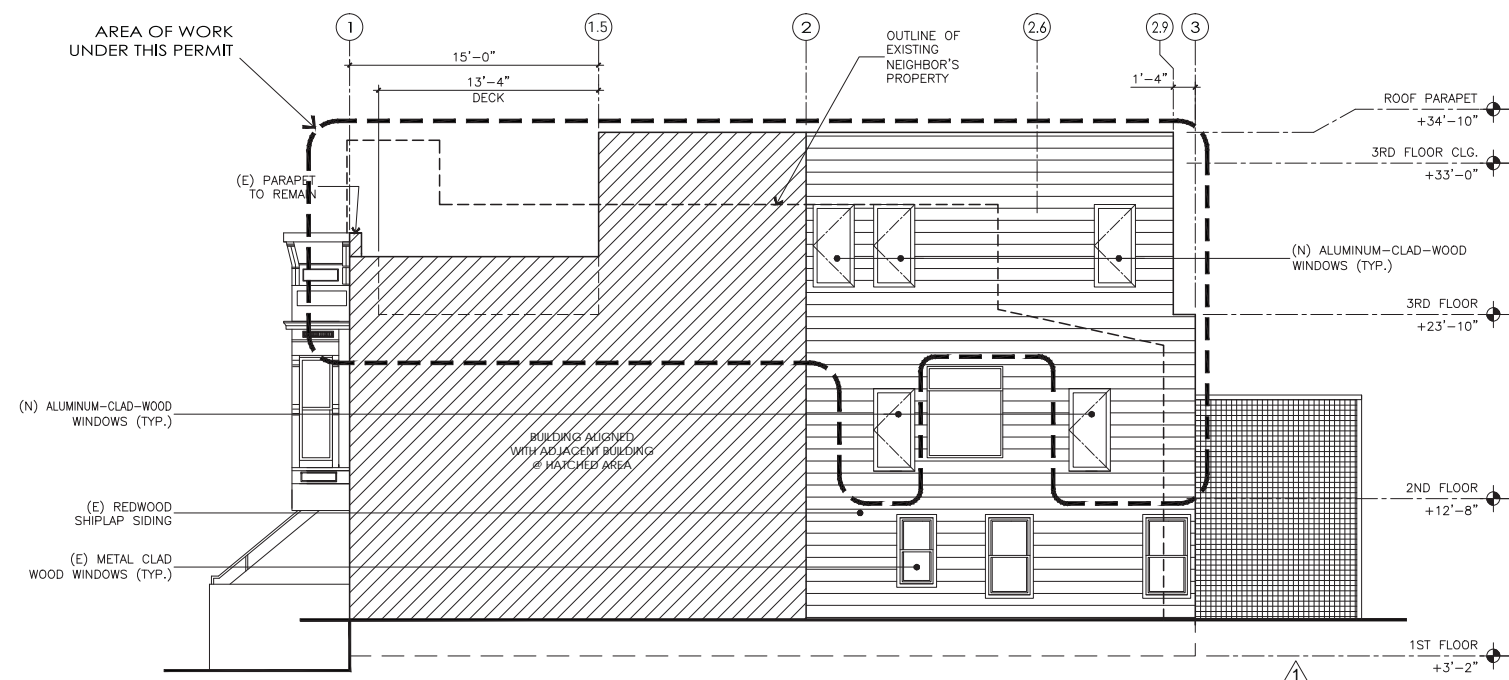 AREA OF WORK
UNDER THIS PERMIT
1
1.5
2
2.6
2.9
3
15'-0"
13'-4"
DECK
OUTLINE OF
EXISTING
NEIGHBOR'S
PROPERTY
1'-4"
ROOF PARAPET
+34'-10"
3RD FLOOR CLG.
+33'-0"
(E) PARAPET
TO REMAIN
(N) ALUMINUM-CLAD-WOOD
WINDOWS (TYP.)
3RD FLOOR
+23'-10"
(N) ALUMINUM-CLAD-WOOD
WINDOWS (TYP.)
BUILDING ALIGNED
WITH ADJACENT BUILDING
@ HATCHED AREA
(E) REDWOOD
SHIPLAP SIDING
2ND FLOOR
+12'-8"
(E) METAL CLAD
WOOD WINDOWS (TYP.)
1ST FLOOR
+3'-2"
1